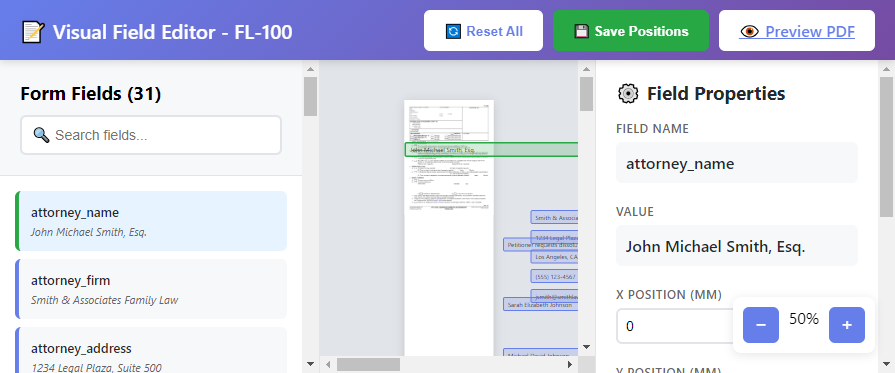 Visual Field Editor - FL-100
Reset All
Save Positions
Preview PDF
Form Fields (31)
Search fields...
attorney_name
John Michael Smith, Esq.
attorney_firm
Smith & Associates Family Law
attorney_address
1234 Legal Plaza, Suite 500
John Michael Smith, Esq.
Smith & Associa
1234 Legal Plaza
Petitioner requests dissolu
Los Angeles, CA
(555) 123-4567
Sarah Elizabeth Johnson
Michael David Johnson
Field Properties
FIELD NAME
attorney_name
VALUE
John Michael Smith, Esq.
X POSITION (MM)
0
− 50% +
Y POSITION (MM)